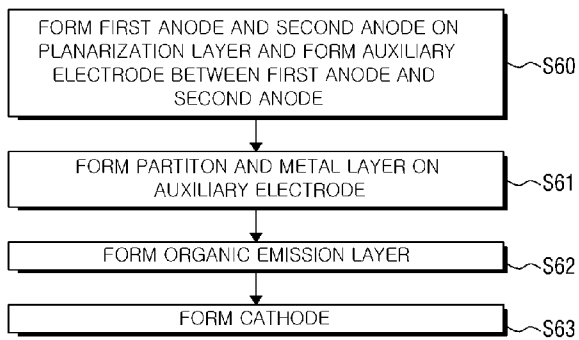 FORM FIRST ANODE AND SECOND ANODE ON
PLANARIZATION LAYER AND FORM AUXILIARY
ELECTRODE BETWEEN FIRST ANODE AND
SECOND ANODE
S60
FORM PARTITON AND METAL LAYER ON
AUXILIARY ELECTRODE
S61
FORM ORGANIC EMISSION LAYER
S62
FORM CATHODE
S63